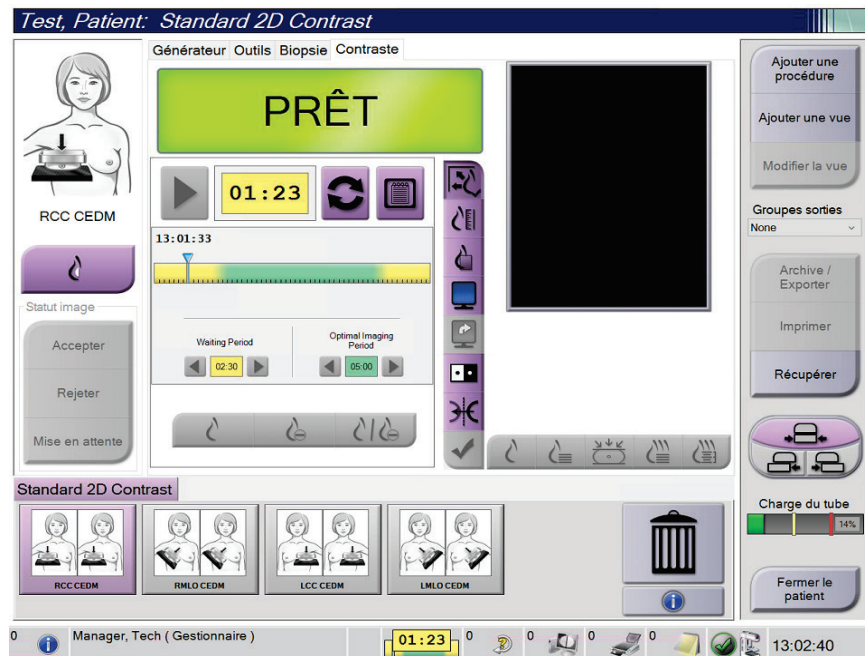 Test, Patient: Standard 2D Contrast
Générateur Outils Biopsie Contraste
PRÊT
RCC CEDM
01:23
13:01:33
Waiting Period
Optimal Imaging
Period
02:30
05:00
Statut image
Accepter
Rejeter
Mise en attente
Ajouter une
procédure
Ajouter une vue
Modifier la vue
Groupes sorties
None
Archive /
Exporter
Imprimer
Récupérer
Charge du tube
14%
Fermer le
patient
Standard 2D Contrast
RCC CEDM
RMLO CEDM
LCC CEDM
LMLO CEDM
0
Manager, Tech ( Gestionnaire )
01:23
0
0
0
0
13:02:40